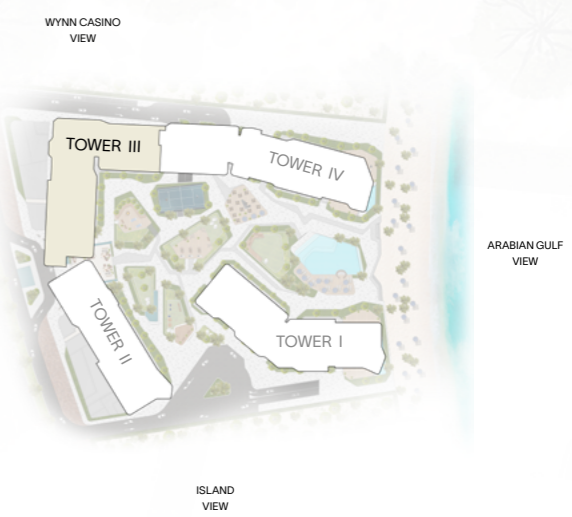 WYNN CASINO
VIEW
TOWER III
TOWER IV
ARABIAN GULF
VIEW
TOWER II
TOWER I
ISLAND
VIEW